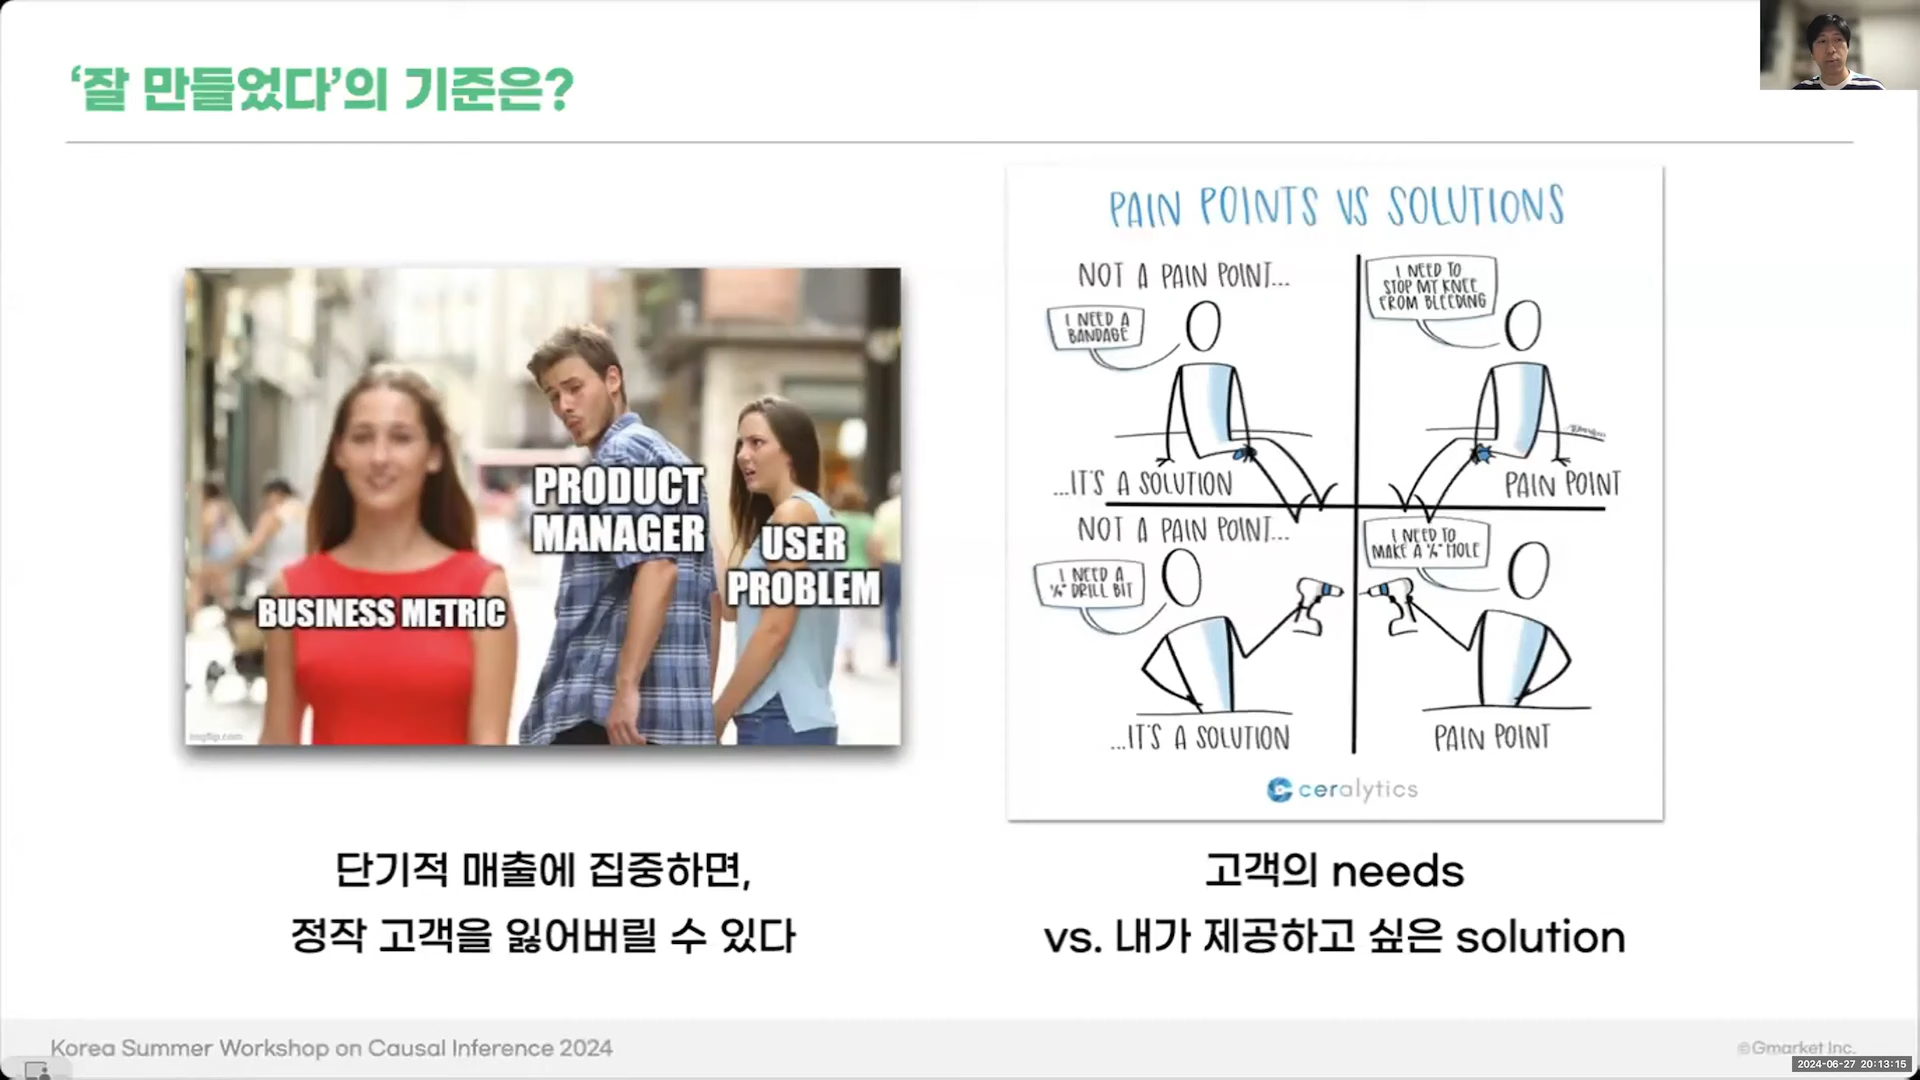 ‘잘 만들었다’의 기준은?
BUSINESS METRIC
PRODUCT
MANAGER
USER
PROBLEM
imgflip.com
단기적 매출에 집중하면,
정작 고객을 잃어버릴 수 있다
PAIN POINTS VS SOLUTIONS
NOT A PAIN POINT...
I NEED A
BANDAGE
...IT'S A SOLUTION
I NEED TO
STOP MY KNEE
FROM BLEEDING
PAIN POINT
NOT A PAIN POINT...
I NEED A
¼" DRILL BIT
...IT'S A SOLUTION
I NEED TO
MAKE A ¼" HOLE
PAIN POINT
ceralytics
고객의 needs
vs. 내가 제공하고 싶은 solution
Korea Summer Workshop on Causal Inference 2024
©Gmarket Inc.
2024-06-27 20:13:15